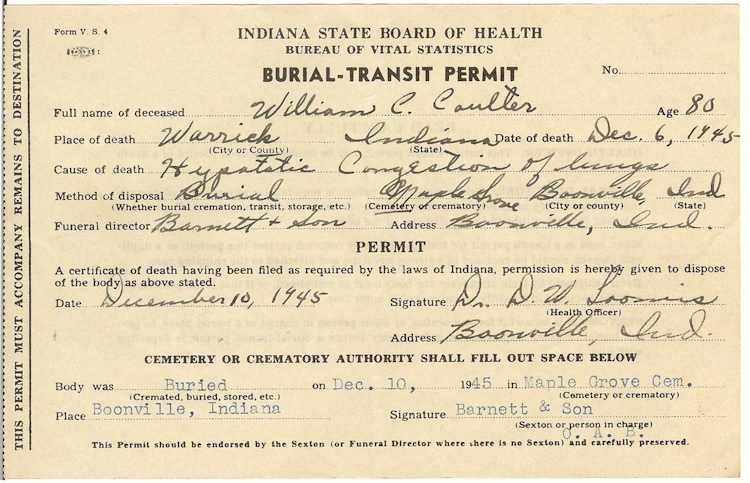 Form V. S. 4
INDIANA STATE BOARD OF HEALTH
BUREAU OF VITAL STATISTICS
BURIAL-TRANSIT PERMIT
No.
Full name of deceased William C. Coulter Age 80
Place of death Warrick Indiana Date of death Dec. 6, 1945
(City or County) (State)
Cause of death Hypatatic Congestion of lungs
Method of disposal Burial Maple Grove Boonville, Ind
(Whether burial cremation, transit, storage, etc.) (Cemetery or crematory) (City or county) (State)
Funeral director Barnett & Son Address Boonville, Ind.
PERMIT
A certificate of death having been filed as required by the laws of Indiana, permission is hereby given to dispose
of the body as above stated.
Date December 10, 1945 Signature Dr. D. W. Loomis
(Health Officer)
Address Boonville, Ind.
CEMETERY OR CREMATORY AUTHORITY SHALL FILL OUT SPACE BELOW
Body was Buried on Dec. 10, 1945 in Maple Grove Cem.
(Cremated, buried, stored, etc.) (Cemetery or crematory)
Place Boonville, Indiana Signature Barnett & Son
(Sexton or person in charge)
O. A. B.
This Permit should be endorsed by the Sexton (or Funeral Director where there is no Sexton) and carefully preserved.
THIS PERMIT MUST ACCOMPANY REMAINS TO DESTINATION